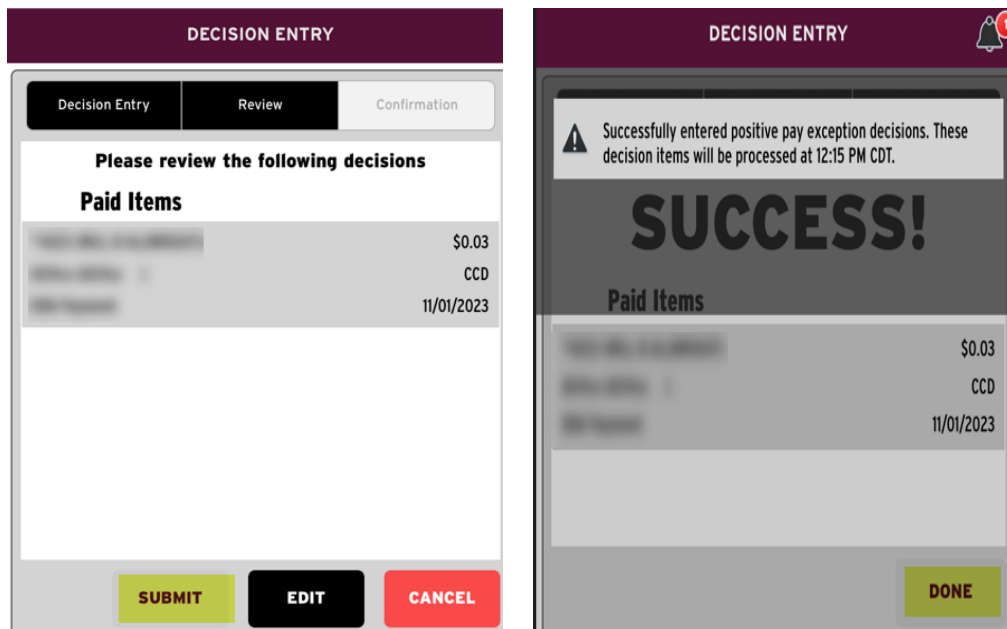 DECISION ENTRY
Decision Entry
Review
Confirmation
Please review the following decisions
Paid Items
$0.03
CCD
11/01/2023
SUBMIT
EDIT
CANCEL
DECISION ENTRY
Successfully entered positive pay exception decisions. These
decision items will be processed at 12:15 PM CDT.
SUCCESS!
Paid Items
$0.03
CCD
11/01/2023
DONE